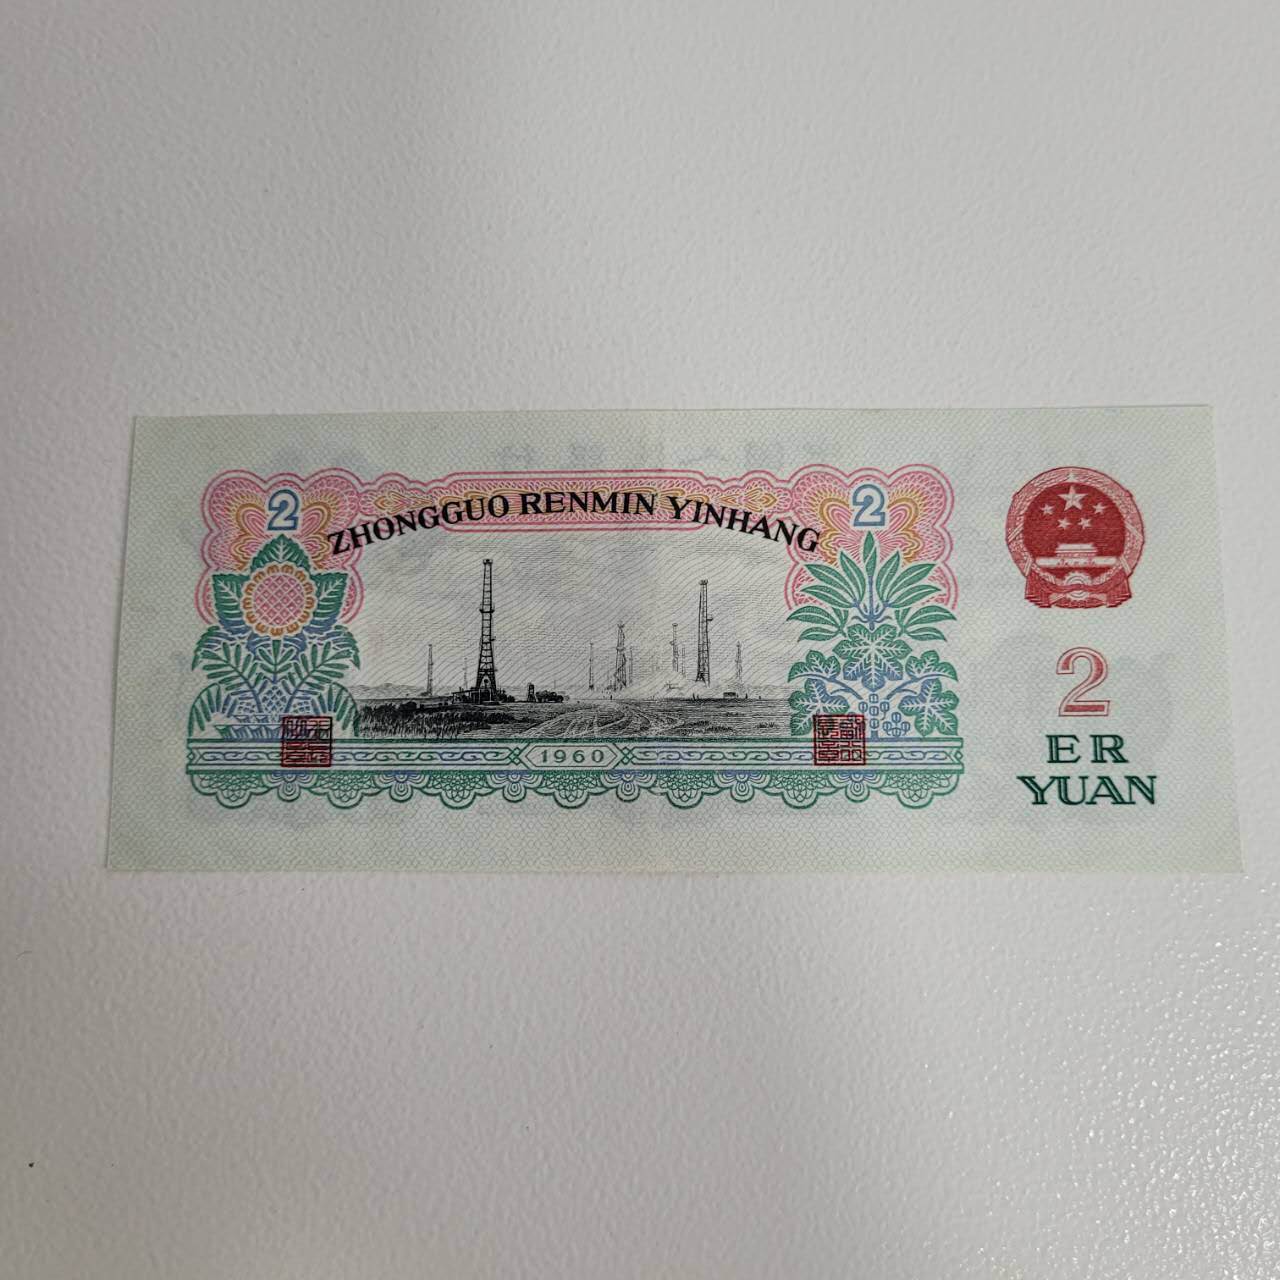 2 2
ZHONGGUO RENMIN YINHANG
1960
2
ER
YUAN